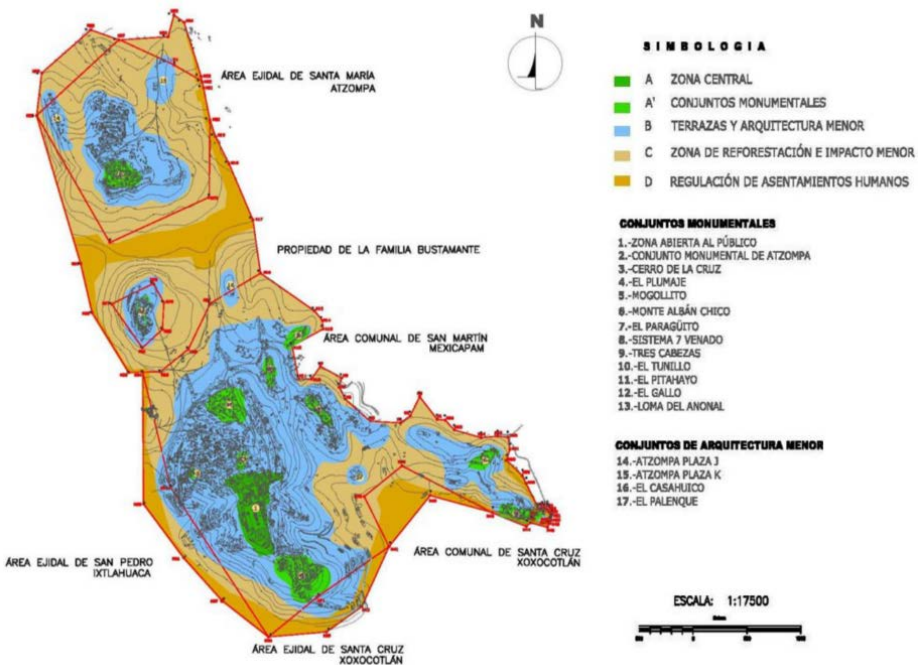 N
SIMBOLOGIA
A ZONA CENTRAL
A' CONJUNTOS MONUMENTALES
B TERRAZAS Y ARQUITECTURA MENOR
C ZONA DE REFORESTACIÓN E IMPACTO MENOR
D REGULACIÓN DE ASENTAMIENTOS HUMANOS
ÁREA EJIDAL DE SANTA MARÍA
ATZOMPA
PROPIEDAD DE LA FAMILIA BUSTAMANTE
ÁREA COMUNAL DE SAN MARTÍN
MEXICAPAM
ÁREA EJIDAL DE SAN PEDRO
IXTLAHUACA
ÁREA COMUNAL DE SANTA CRUZ
XOXOCOTLÁN
ÁREA EJIDAL DE SANTA CRUZ
XOXOCOTLÁN
CONJUNTOS MONUMENTALES
1.-ZONA ABIERTA AL PÚBLICO
2.-CONJUNTO MONUMENTAL DE ATZOMPA
3.-CERRO DE LA CRUZ
4.-EL PLUMAJE
5.-MOGOLLITO
6.-MONTE ALBÁN CHICO
7.-EL PARAGÜITO
8.-SISTEMA 7 VENADO
9.-TRES CABEZAS
10.-EL TUNILLO
11.-EL PITAHAYO
12.-EL GALLO
13.-LOMA DEL ANONAL
CONJUNTOS DE ARQUITECTURA MENOR
14.-ATZOMPA PLAZA J
15.-ATZOMPA PLAZA K
16.-EL CASAHUICO
17.-EL PALENQUE
ESCALA: 1:17500